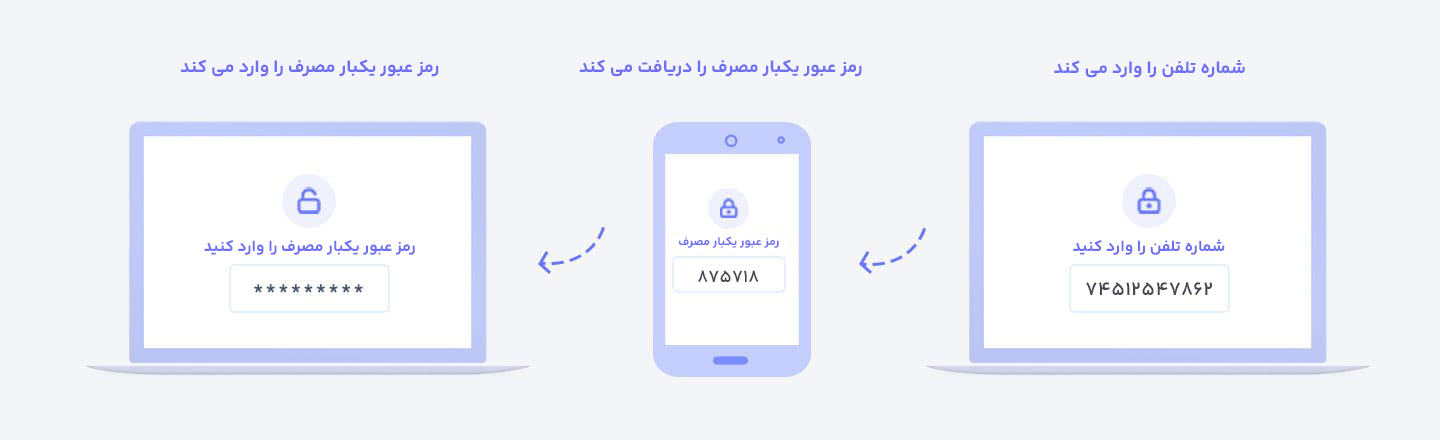 شماره تلفن را وارد می کند
رمز عبور یکبار مصرف را دریافت می کند
رمز عبور یکبار مصرف را وارد می کند
شماره تلفن را وارد کنید
۷۴۵۱۲۵۴۷۸۶۲
رمز عبور یکبار مصرف
۸۷۵۷۱۸
رمز عبور یکبار مصرف را وارد کنید
*********